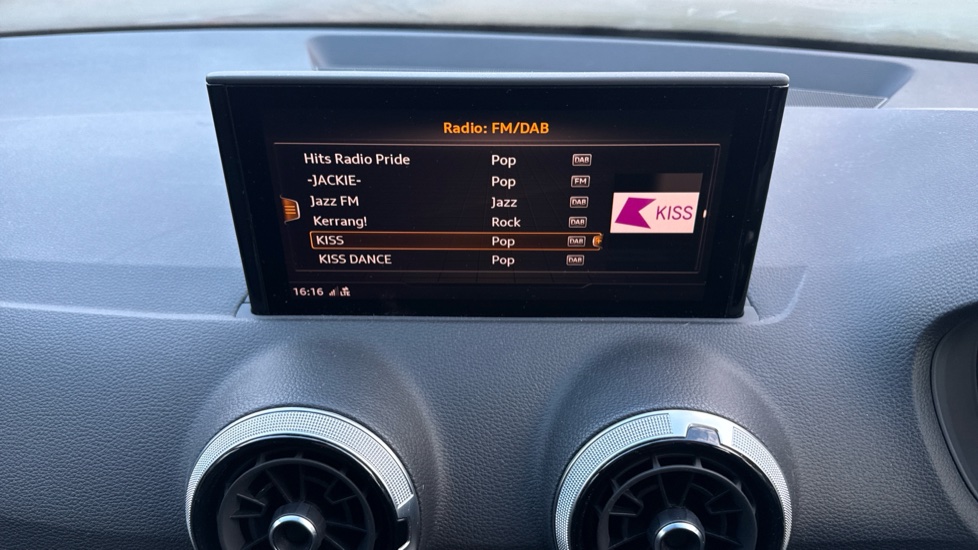 Radio: FM/DAB
Hits Radio Pride Pop DAB
-JACKIE- Pop FM
Jazz FM Jazz DAB
Kerrang! Rock DAB
KISS Pop DAB
KISS DANCE Pop DAB
KISS
16:16 LTE